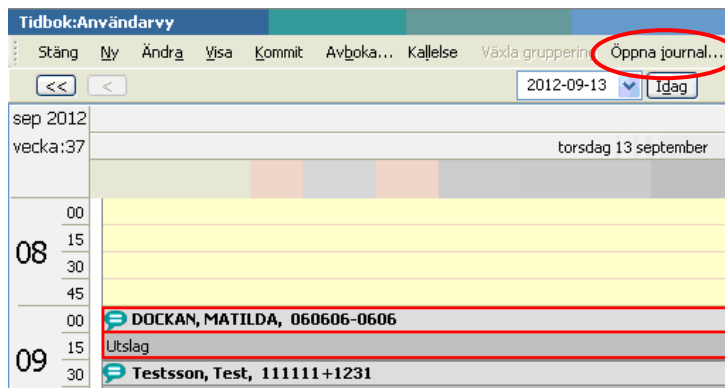 Tidbok:Användarvy
Stäng Ny Ändra Visa Kommit Avboka... Kallelse Växla gruppering Öppna journal...
<< < 2012-09-13 Idag
sep 2012
vecka:37 torsdag 13 september
08 00
15
30
45
09 00 DOCKAN, MATILDA, 060606-0606
15 Utslag
30 Testsson, Test, 111111+1231